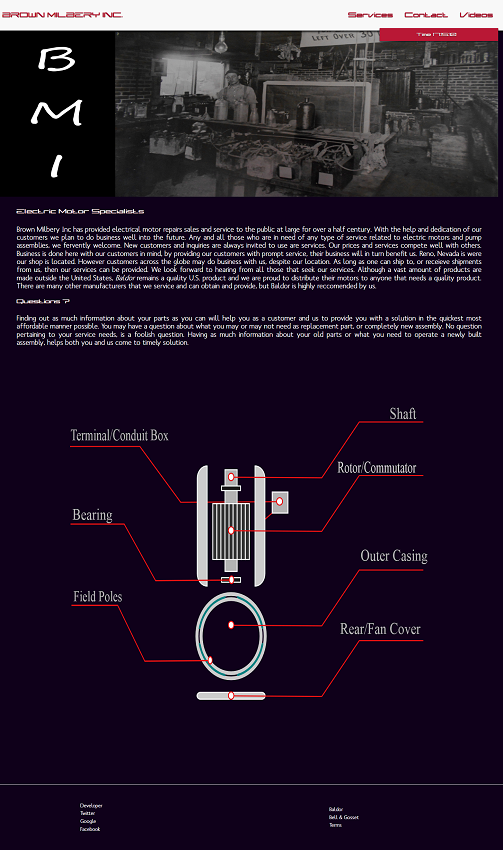 BROWN MILBERY INC.
Services Contact Videos
LEFT OVER 30
B
M
I
Electric Motor Specialists
Brown Milbery Inc has provided electrical motor repairs sales and service to the public at large for over a half century. With the help and dedication of our
customers we plan to do business well into the future. Any and all those who are in need of any type of service related to electric motors and pump
assemblies, we fervently welcome. New customers and inquiries are always invited to use are services. Our prices and services compete well with others.
Business is done here with our customers in mind, by providing our customers with prompt service, their business will in turn benefit us. Reno, Nevada is were
our shop is located. However customers across the globe may do business with us, despite our location. As long as one can ship to, or receieve shipments
from us, then our services can be provided. We look forward to hearing from all those that seek our services. Although a vast amount of products are
made outside the United States, Baldor remains a quality U.S. product and we are proud to distribute their motors to anyone that needs a quality product.
There are many other manufacturers that we service and can obtain and provide, but Baldor is highly reccomended by us.
Questions ?
Finding out as much information about your parts as you can will help you as a customer and us to provide you with a solution in the quickest most
affordable manner possible. You may have a question about what you may or may not need as replacement part, or completely new assembly. No question
pertaining to your service needs, is a foolish question. Having as much information about your old parts or what you need to operate a newly built
assembly, helps both you and us come to timely solution.
Shaft
Terminal/Conduit Box
Rotor/Commutator
Bearing
Outer Casing
Field Poles
Rear/Fan Cover
Developer
Twitter
Google
Facebook
Baldor
Bell & Gosset
Terms